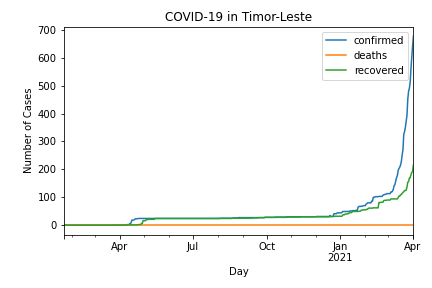 COVID-19 in Timor-Leste
700
600
500
400
300
200
100
0
Number of Cases
confirmed
deaths
recovered
Apr
Jul
Oct
Jan
2021
Apr
Day